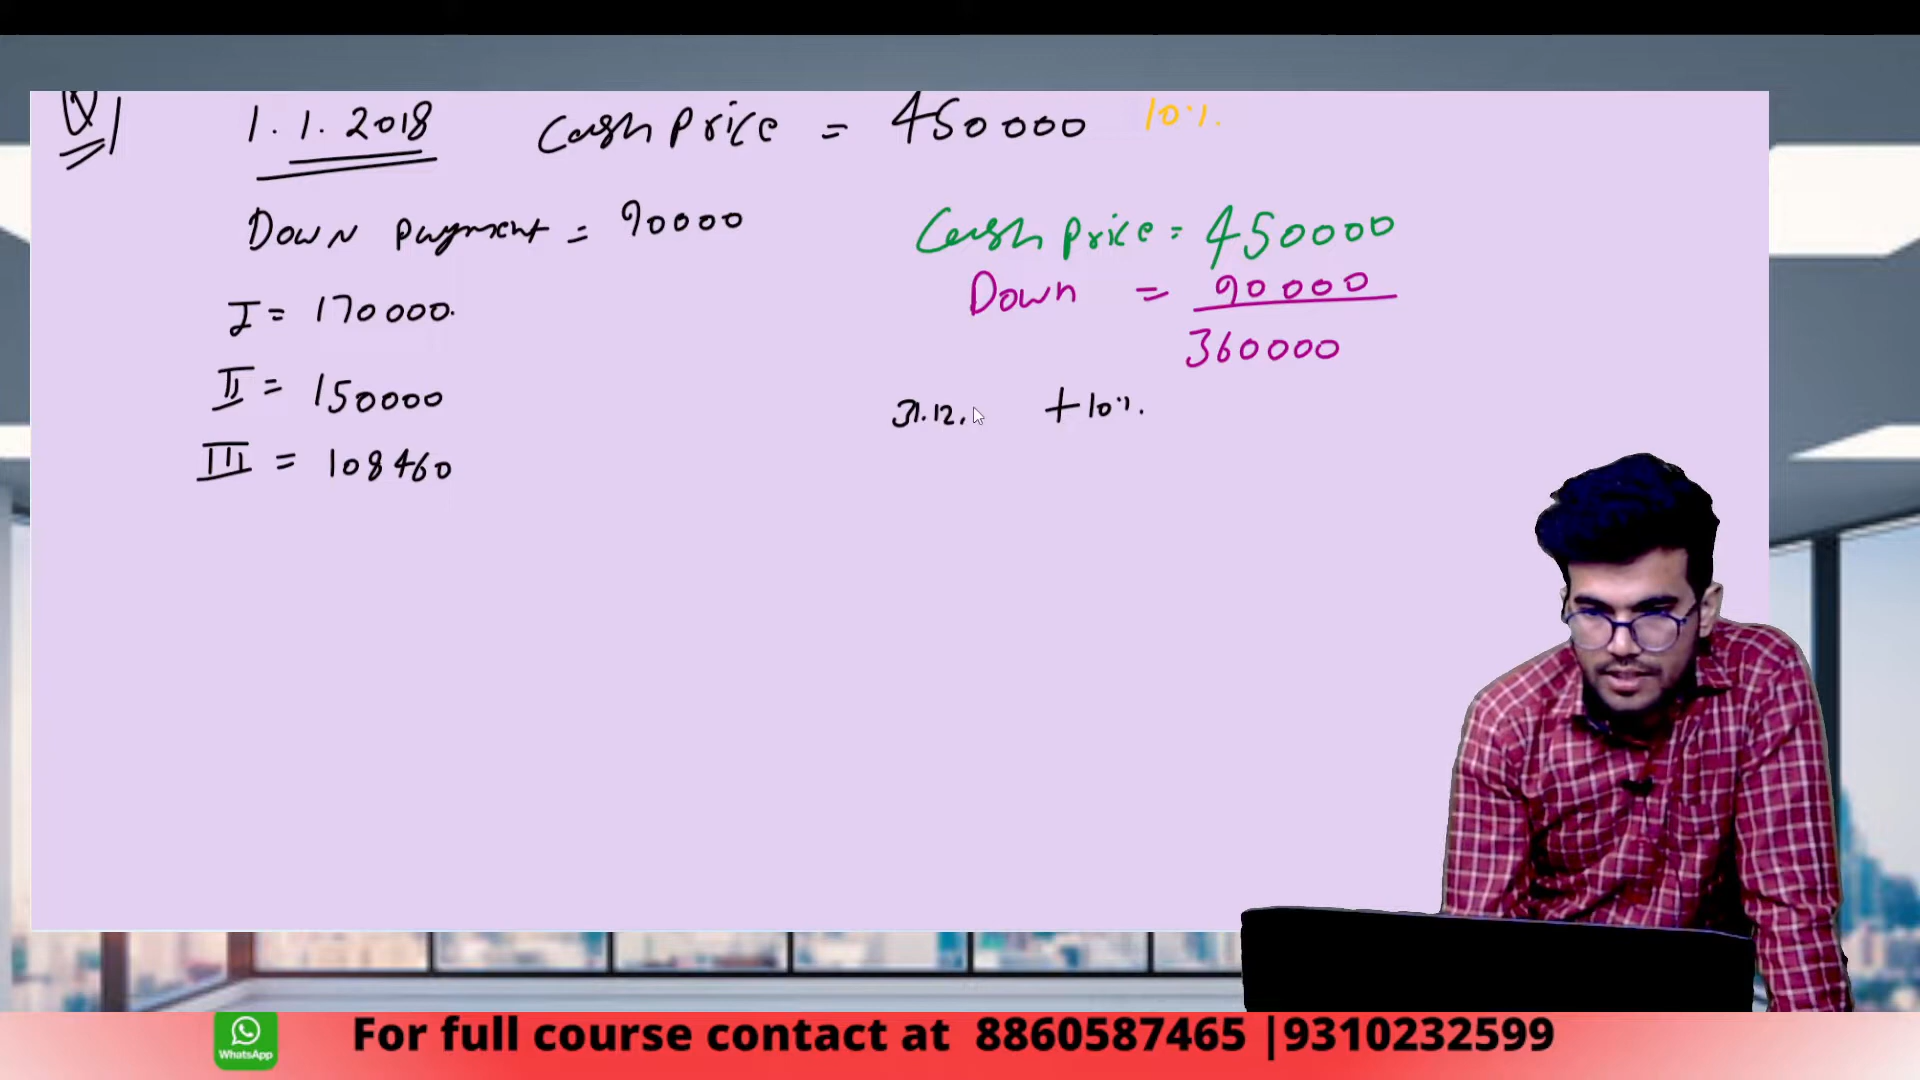 Q1 1.1.2018 Cash Price = 450000 10%.
Down Payment = 90000
I = 170000.
II = 150000
III = 108460
Cash Price = 450000
Down = 90000
360000
31.12. + 10%.
WhatsApp
For full course contact at 8860587465 | 9310232599